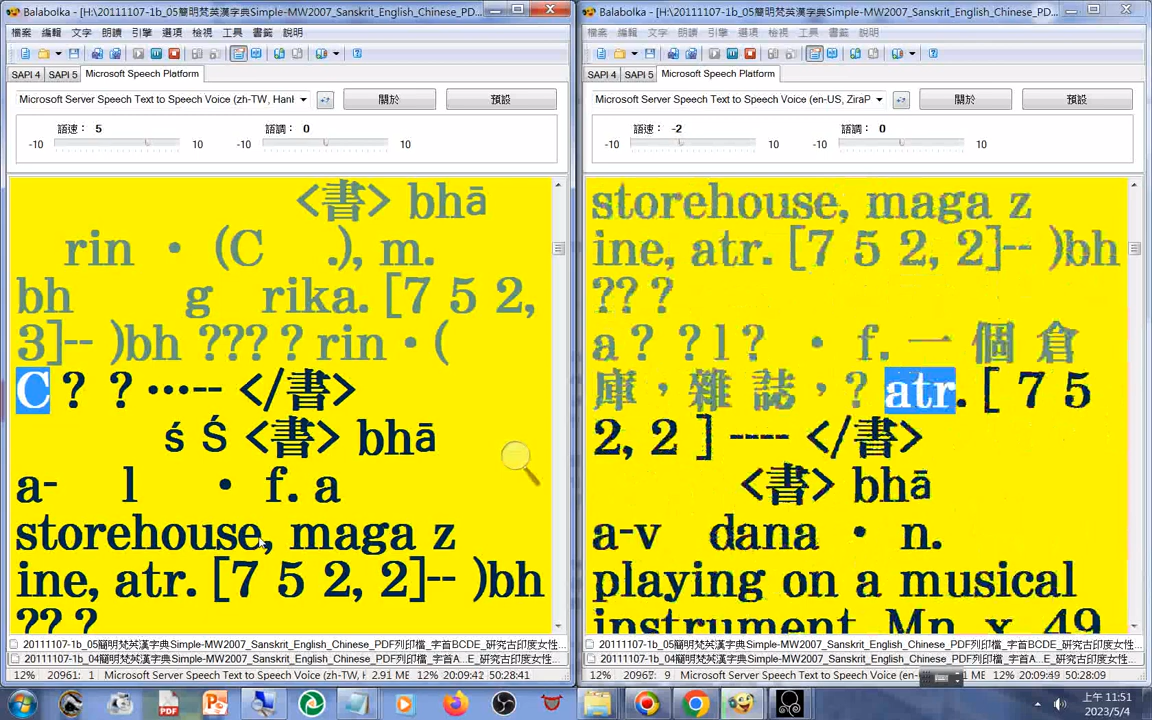 Balabolka - [H:\20111107-1b_05簡明梵英漢字典Simple-MW2007_Sanskrit_English_Chinese_PD...
檔案 編輯 文字 朗讀 引擎 選項 檢視 工具 書籤 說明
SAPI 4 SAPI 5 Microsoft Speech Platform
Microsoft Server Speech Text to Speech Voice (zh-TW, HanI
關於
預設
語速： 5
語調： 0
-10 10 -10 10
<書> bhā
rin • (C .), m.
bh g rika. [7 5 2,
3]-- )bh ??? ? rin • (
C ? ? •••-- </書>
ś Ś <書> bhā
a- l • f. a
storehouse, maga z
ine, atr. [7 5 2, 2]-- )bh
?? ?
20111107-1b_05簡明梵英漢字典Simple-MW2007_Sanskrit_English_Chinese_PDF列印檔_字首BCDE_研究古印度女性...
20111107-1b_04簡明梵英漢字典Simple-MW2007_Sanskrit_English_Chinese_PDF列印檔_字首A...E_研究古印度女性...
12% 20961: 1 Microsoft Server Speech Text to Speech Voice (zh-TW, 2.91 MB 12% 20:09:42 50:28:41
Balabolka - [H:\20111107-1b_05簡明梵英漢字典Simple-MW2007_Sanskrit_English_Chinese_PD...
檔案 編輯 文字 朗讀 引擎 選項 檢視 工具 書籤 說明
SAPI 4 SAPI 5 Microsoft Speech Platform
Microsoft Server Speech Text to Speech Voice (en-US, ZiraP
關於
預設
語速： -2
語調： 0
-10 10 -10 10
storehouse, maga z
ine, atr. [7 5 2, 2]-- )bh
?? ?
a ? ? l ? • f. 一 個 倉
庫 , 雜 誌 , ? atr. [ 7 5
2, 2 ] ---- </書>
<書> bhā
a-v dana • n.
playing on a musical
instrument, Mn. x, 49.
20111107-1b_05簡明梵英漢字典Simple-MW2007_Sanskrit_English_Chinese_PDF列印檔_字首BCDE_研究古印度女性...
20111107-1b_04簡明梵英漢字典Simple-MW2007_Sanskrit_English_Chinese_PDF列印檔_字首A...E_研究古印度女性...
12% Microsoft Server Speech Text to Speech Voice 12% 20:09:49 50:28:09
上午 11:51
2023/5/4